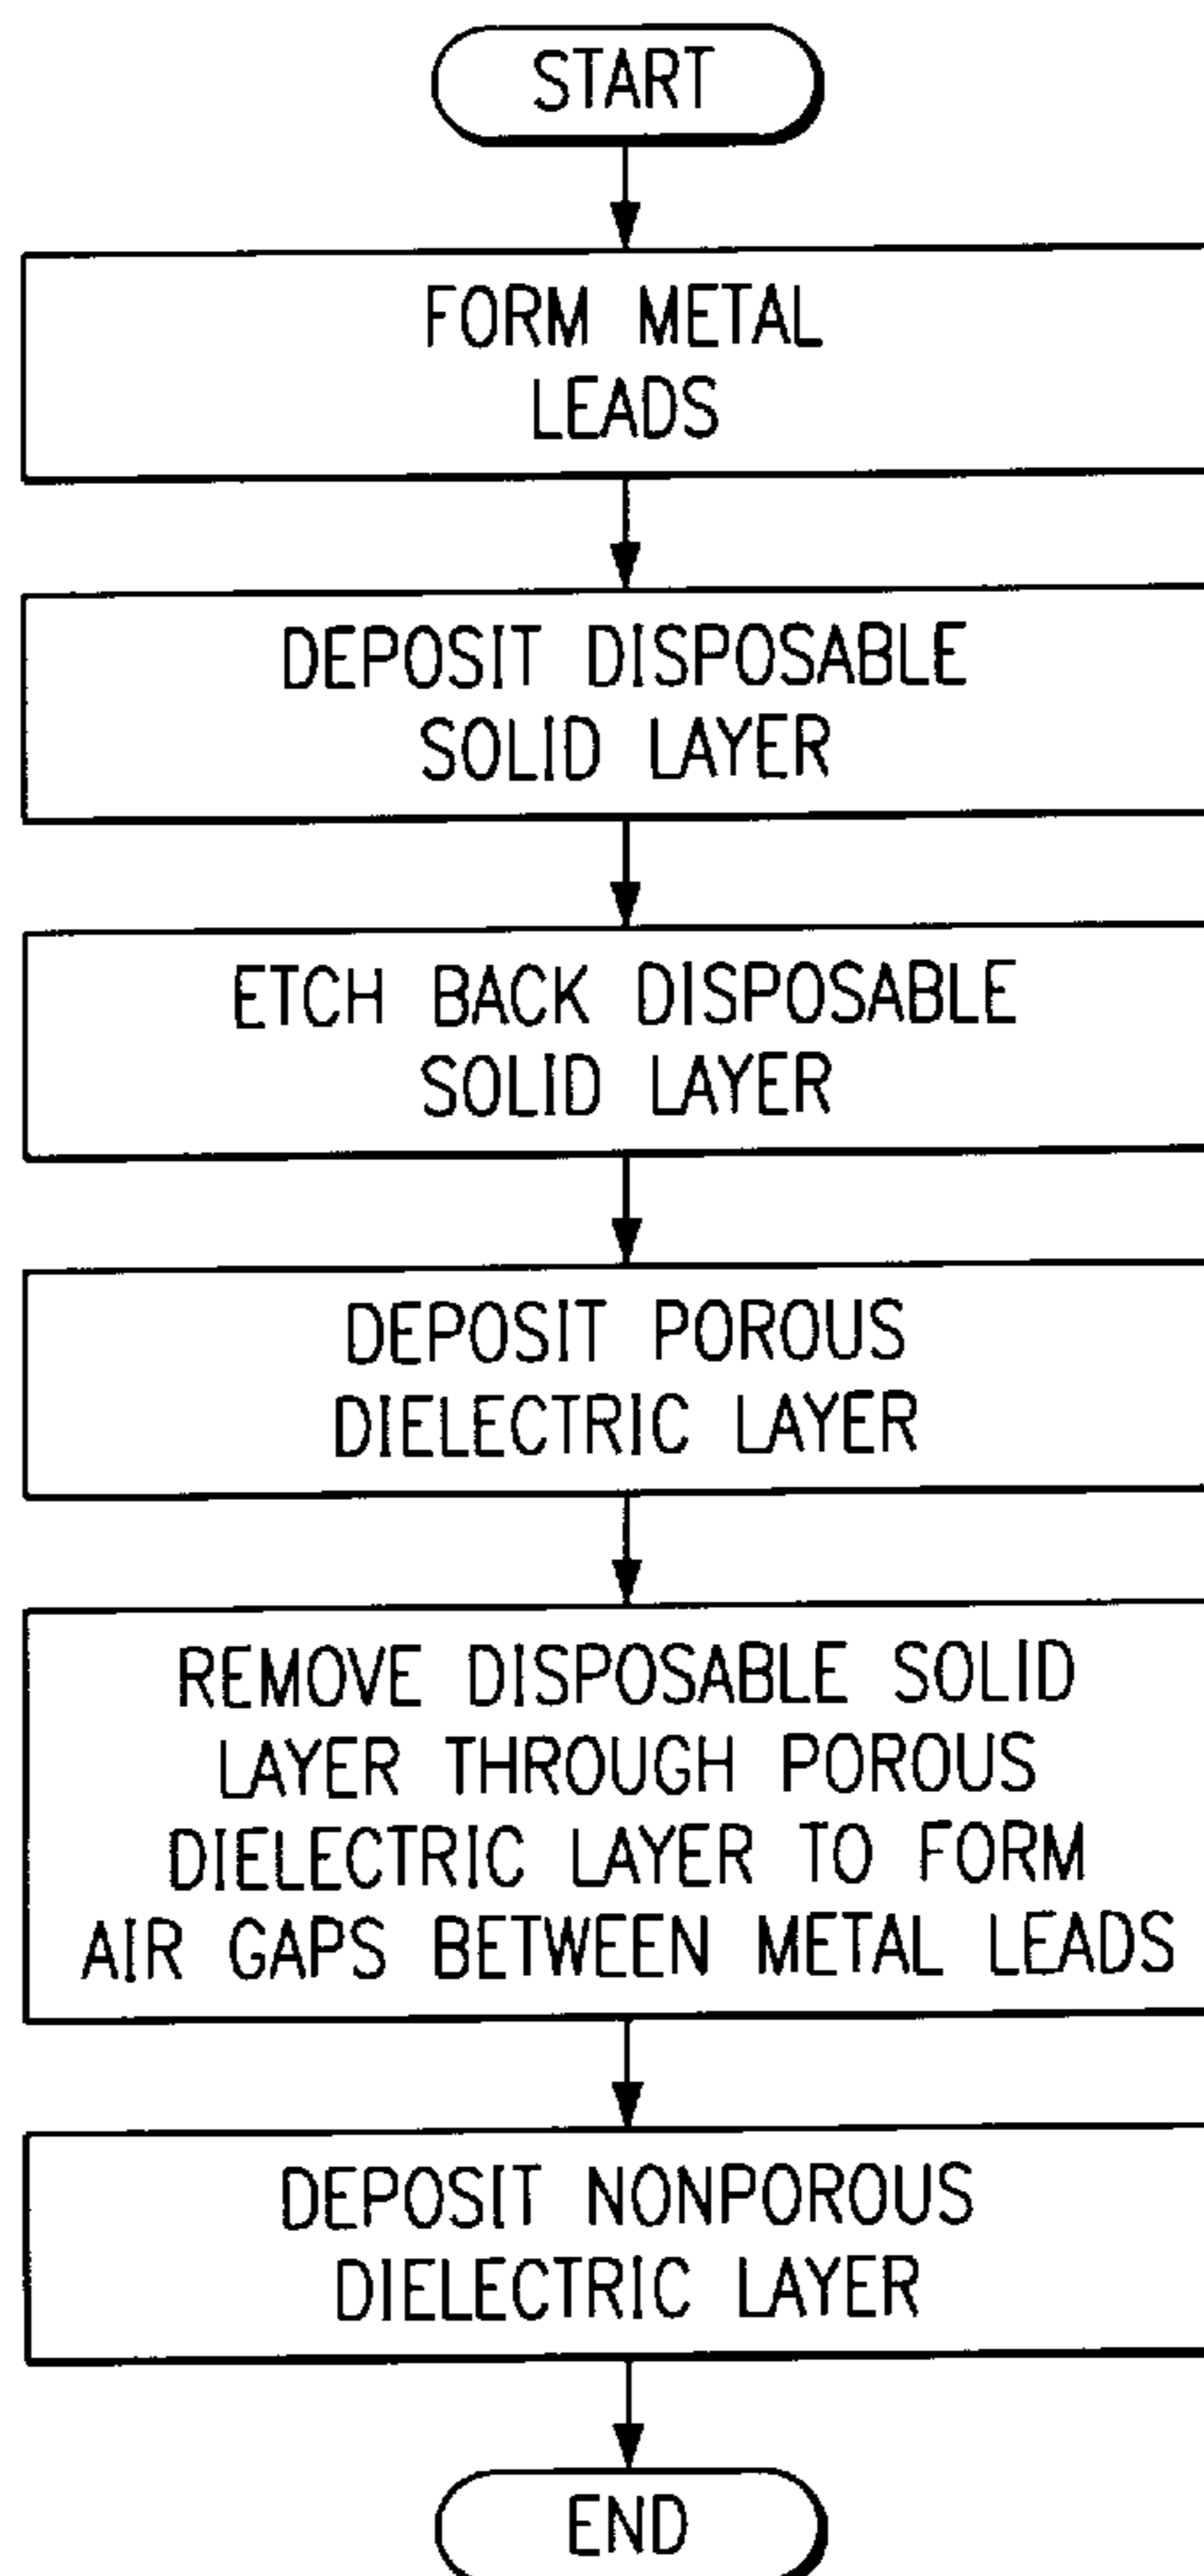 START
FORM METAL
LEADS
DEPOSIT DISPOSABLE
SOLID LAYER
ETCH BACK DISPOSABLE
SOLID LAYER
DEPOSIT POROUS
DIELECTRIC LAYER
REMOVE DISPOSABLE SOLID
LAYER THROUGH POROUS
DIELECTRIC LAYER TO FORM
AIR GAPS BETWEEN METAL LEADS
DEPOSIT NONPOROUS
DIELECTRIC LAYER
END